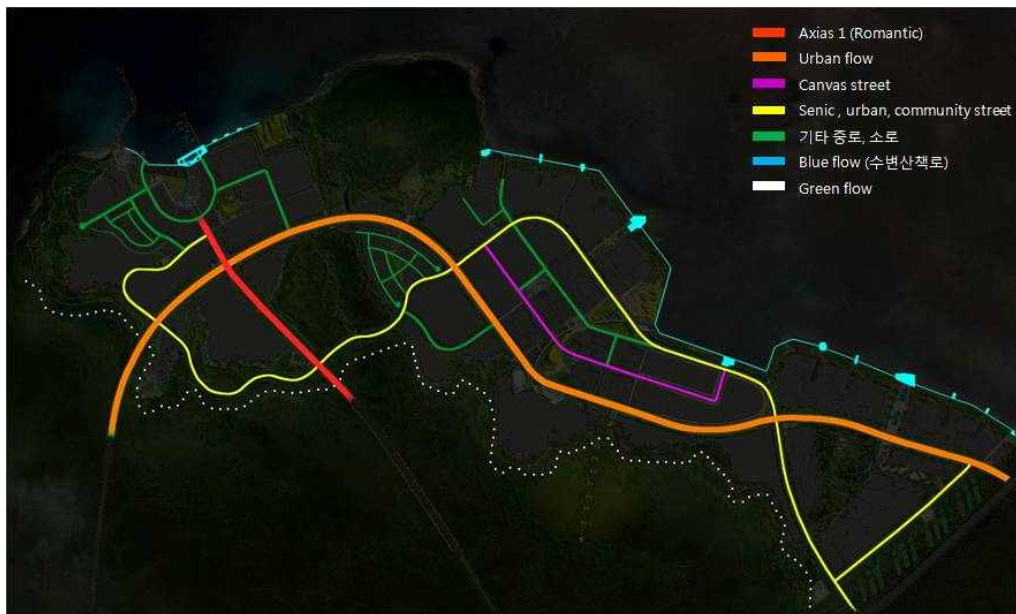 Axias 1 (Romantic)
Urban flow
Canvas street
Senic , urban, community street
기타 중로, 소로
Blue flow (수변산책로)
Green flow